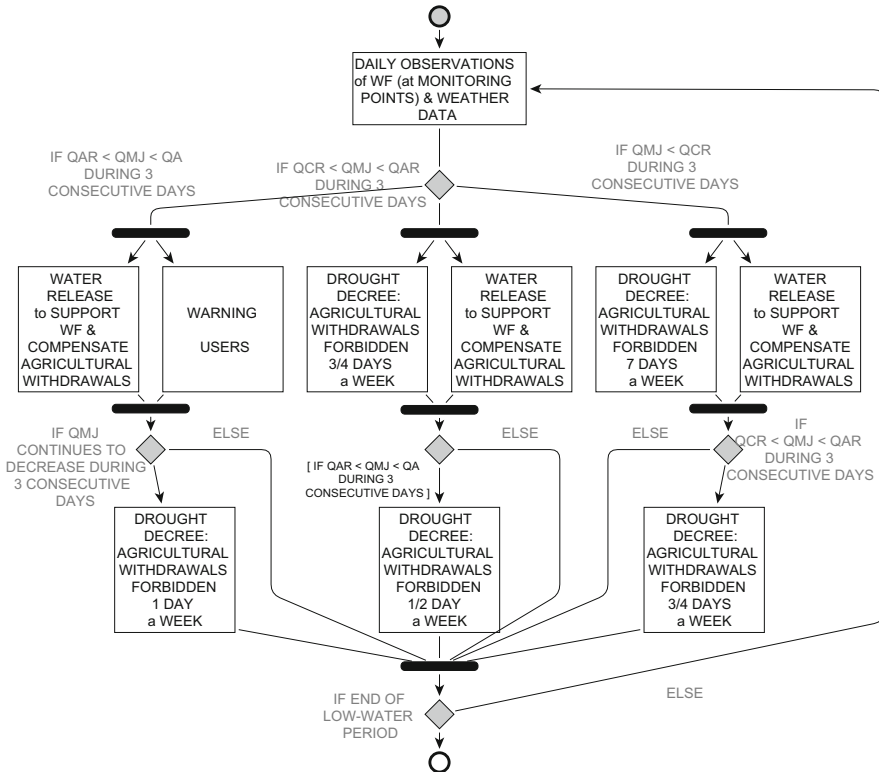 DAILY OBSERVATIONS
of WF (at MONITORING
POINTS) & WEATHER
DATA
IF QAR < QMJ < QA
DURING 3
CONSECUTIVE DAYS
IF QCR < QMJ < QAR
DURING 3
CONSECUTIVE DAYS
IF QMJ < QCR
DURING 3
CONSECUTIVE DAYS
WATER
RELEASE
to SUPPORT
WF &
COMPENSATE
AGRICULTURAL
WITHDRAWALS
WARNING
USERS
DROUGHT
DECREE:
AGRICULTURAL
WITHDRAWALS
FORBIDDEN
3/4 DAYS
a WEEK
WATER
RELEASE
to SUPPORT
WF &
COMPENSATE
AGRICULTURAL
WITHDRAWALS
DROUGHT
DECREE:
AGRICULTURAL
WITHDRAWALS
FORBIDDEN
7 DAYS
a WEEK
WATER
RELEASE
to SUPPORT
WF &
COMPENSATE
AGRICULTURAL
WITHDRAWALS
IF QMJ
CONTINUES TO
DECREASE DURING
3 CONSECUTIVE
DAYS
ELSE
[ IF QAR < QMJ < QA
DURING 3
CONSECUTIVE DAYS ]
ELSE
ELSE
IF
QCR < QMJ < QAR
DURING 3
CONSECUTIVE DAYS
DROUGHT
DECREE:
AGRICULTURAL
WITHDRAWALS
FORBIDDEN
1 DAY
a WEEK
DROUGHT
DECREE:
AGRICULTURAL
WITHDRAWALS
FORBIDDEN
1/2 DAY
a WEEK
DROUGHT
DECREE:
AGRICULTURAL
WITHDRAWALS
FORBIDDEN
3/4 DAYS
a WEEK
IF END OF
LOW-WATER
PERIOD
ELSE